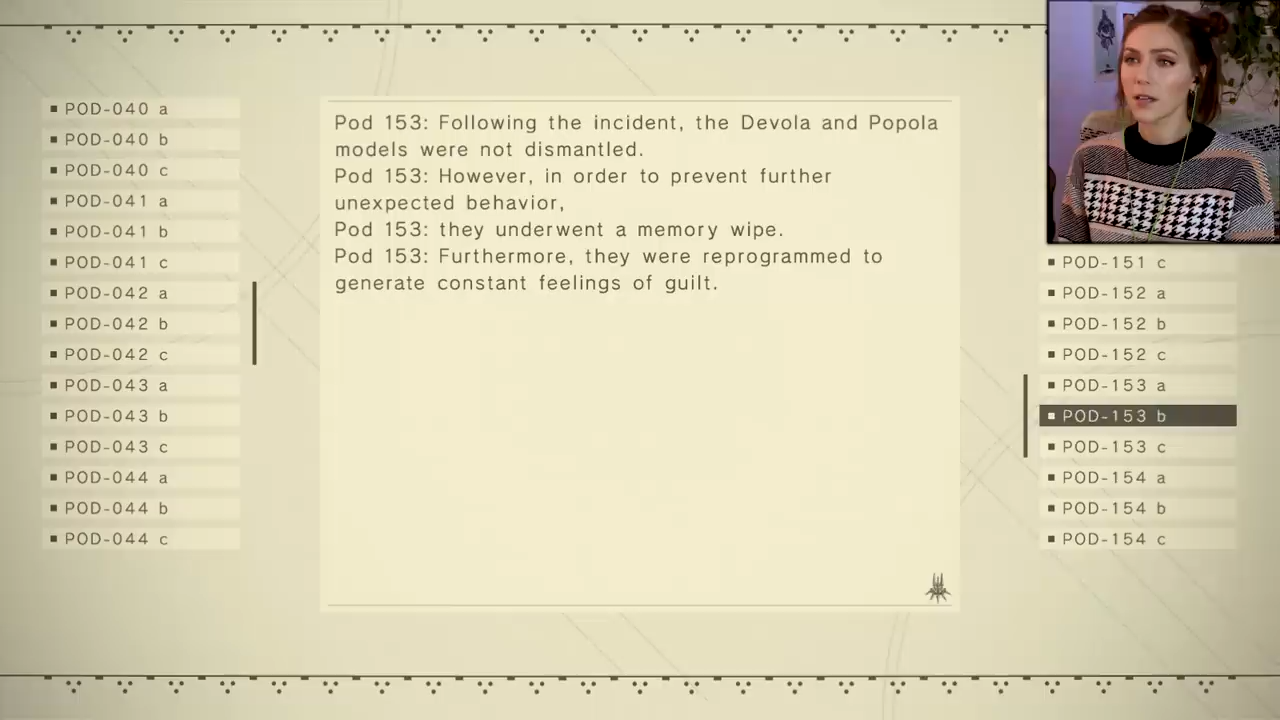 POD-040 a
POD-040 b
POD-040 c
POD-041 a
POD-041 b
POD-041 c
POD-042 a
POD-042 b
POD-042 c
POD-043 a
POD-043 b
POD-043 c
POD-044 a
POD-044 b
POD-044 c
Pod 153: Following the incident, the Devola and Popola
models were not dismantled.
Pod 153: However, in order to prevent further
unexpected behavior,
Pod 153: they underwent a memory wipe.
Pod 153: Furthermore, they were reprogrammed to
generate constant feelings of guilt.
POD-151 c
POD-152 a
POD-152 b
POD-152 c
POD-153 a
POD-153 b
POD-153 c
POD-154 a
POD-154 b
POD-154 c